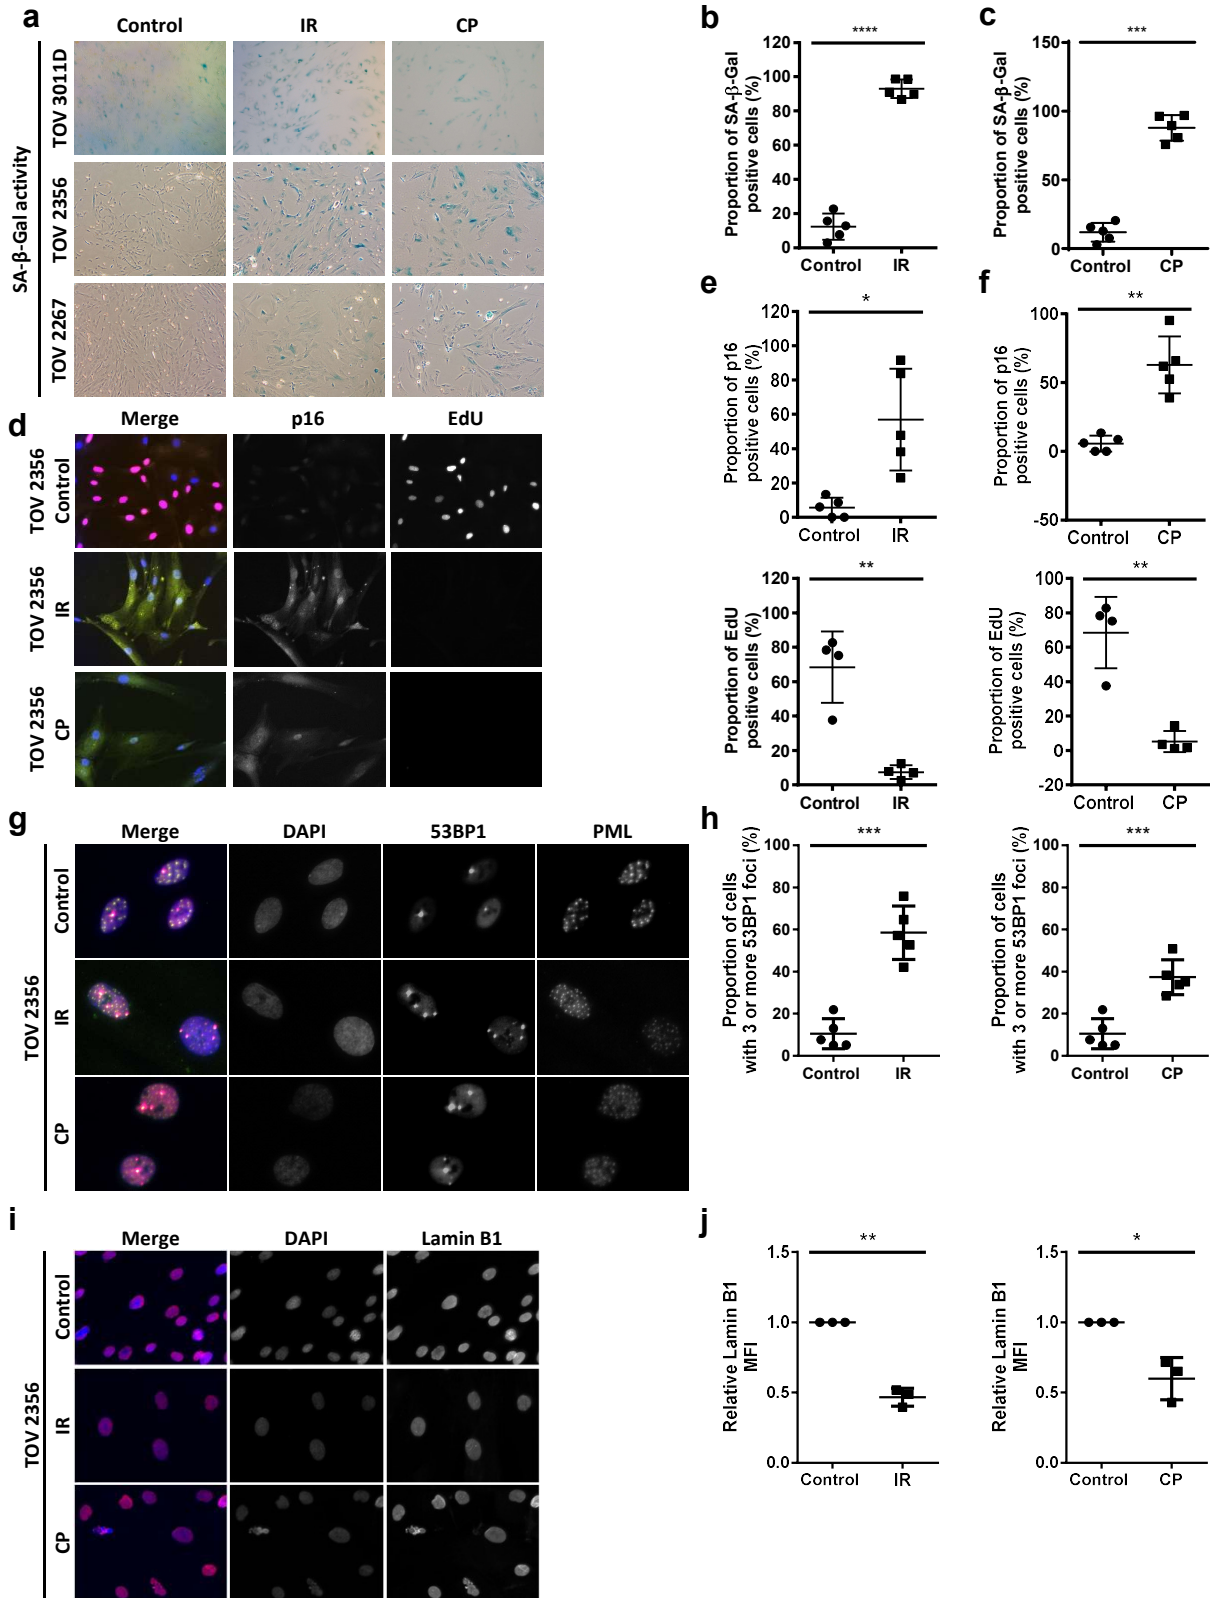 a
Control IR CP
SA-β-Gal activity
TOV 3011D
TOV 2356
TOV 2267
b
****
Proportion of SA-β-Gal
positive cells (%)
120
100
80
60
40
20
0
Control IR
c
***
Proportion of SA-β-Gal
positive cells (%)
150
100
50
0
Control CP
d
Merge p16 EdU
TOV 2356
Control
TOV 2356
IR
TOV 2356
CP
e
*
Proportion of p16
positive cells (%)
120
100
80
60
40
20
0
Control IR
**
Proportion of EdU
positive cells (%)
120
100
80
60
40
20
0
Control IR
f
**
Proportion of p16
positive cells (%)
100
50
0
-50
Control CP
**
Proportion of EdU
positive cells (%)
100
80
60
40
20
0
-20
Control CP
g
Merge DAPI 53BP1 PML
TOV 2356
Control
IR
CP
h
***
Proportion of cells
with 3 or more 53BP1 foci (%)
100
80
60
40
20
0
Control IR
***
Proportion of cells
with 3 or more 53BP1 foci (%)
100
80
60
40
20
0
Control CP
i
Merge DAPI Lamin B1
TOV 2356
Control
IR
CP
j
**
Relative Lamin B1
MFI
1.5
1.0
0.5
0.0
Control IR
*
Relative Lamin B1
MFI
1.5
1.0
0.5
0.0
Control CP